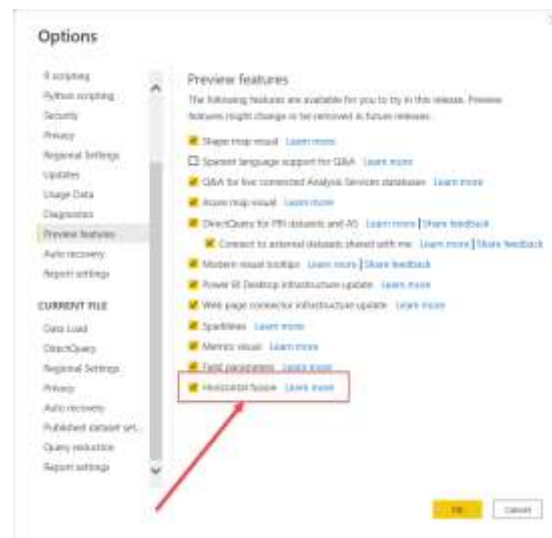 Options
R scripting
Python scripting
Security
Privacy
Regional Settings
Updates
Usage Data
Diagnostics
Preview features
Auto recovery
Report settings
CURRENT FILE
Data Load
DirectQuery
Regional Settings
Privacy
Auto recovery
Published dataset set...
Query reduction
Report settings
Preview features
The following features are available for you to try in this release. Preview
features might change or be removed in future releases.
Shape map visual Learn more
Spanish language support for Q&A Learn more
Q&A for live connected Analysis Services databases Learn more
Azure map visual Learn more
DirectQuery for PBI datasets and AS Learn more | Share feedback
Connect to external datasets shared with me Learn more | Share feedback
Modern visual tooltips Learn more | Share feedback
Power BI Desktop infrastructure update Learn more
Web page connector infrastructure update Learn more
Sparklines Learn more
Metrics visual Learn more
Field parameters Learn more
Horizontal fusion Learn more
OK
Cancel